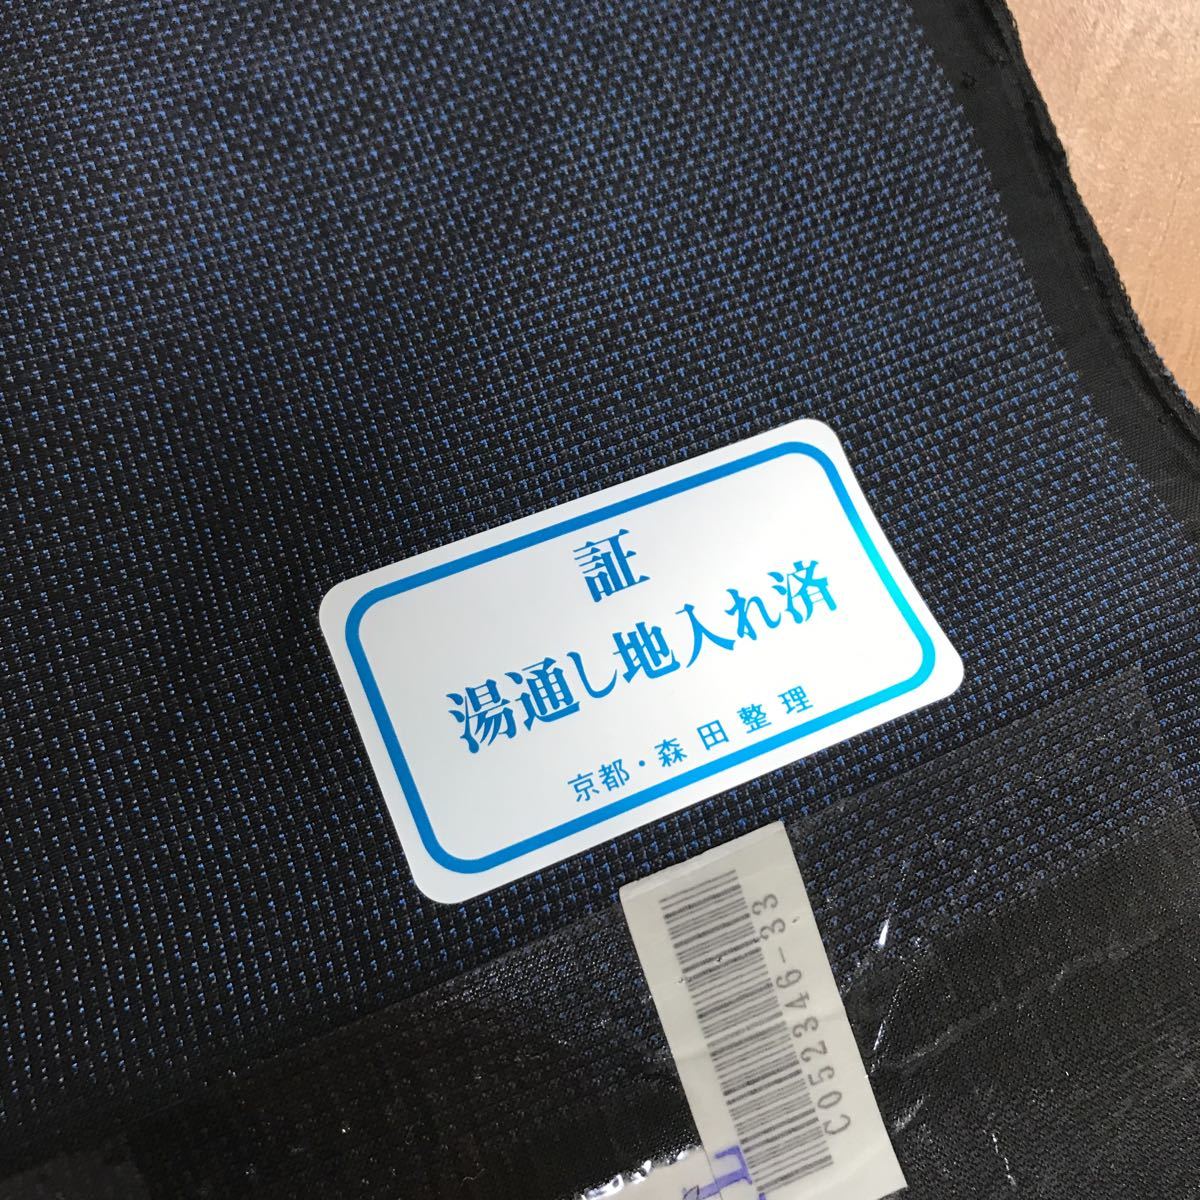 証
湯通し地入れ済
京都・森田整理
C052346-33